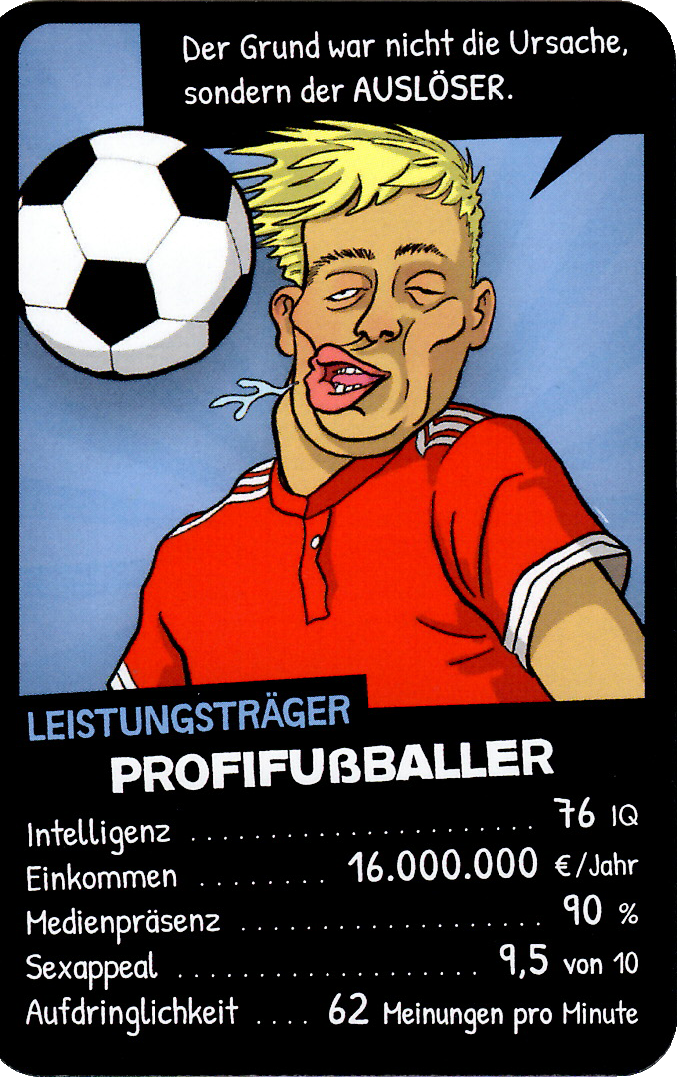 Der Grund war nicht die Ursache,
sondern der AUSLÖSER.
LEISTUNGSTRÄGER
PROFIFUßBALLER
Intelligenz ...................... 76 IQ
Einkommen ........ 16.000.000 €/Jahr
Medienpräsenz ................... 90 %
Sexappeal ................... 9,5 von 10
Aufdringlichkeit .... 62 Meinungen pro Minute